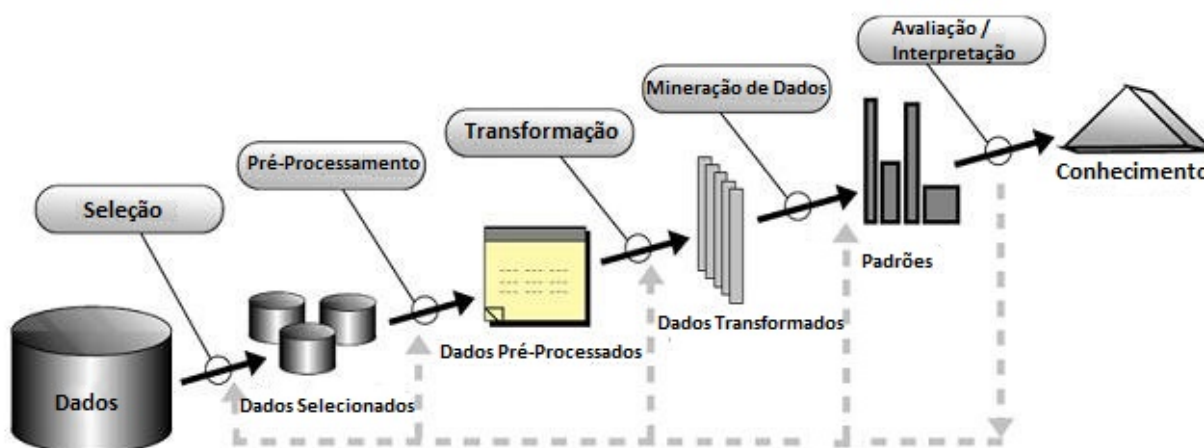 Avaliação /
Interpretação
Mineração de Dados
Transformação
Pré-Processamento
Seleção
Conhecimento
Padrões
Dados Transformados
Dados Pré-Processados
Dados Selecionados
Dados